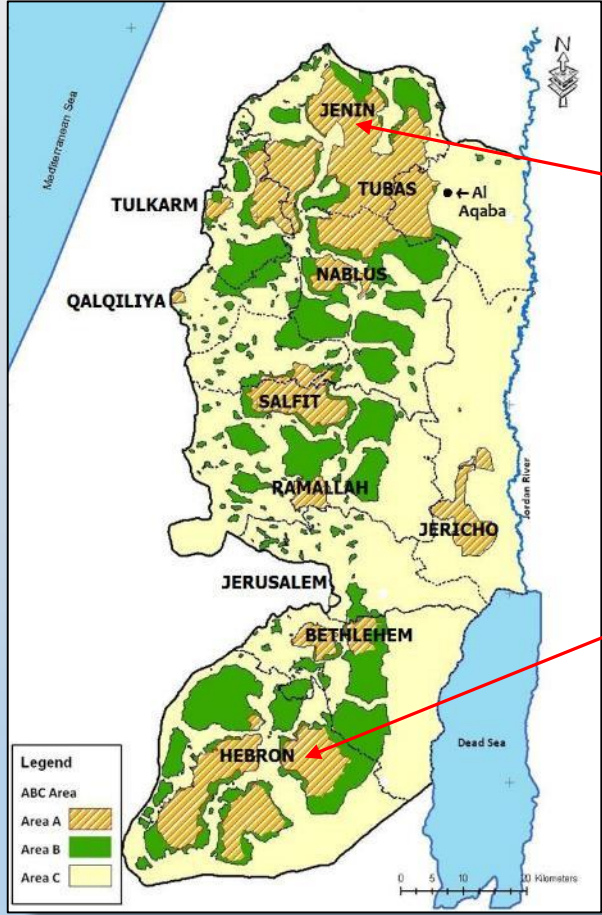 N
Mediterranean Sea
JENIN
TUBAS
← Al
Aqaba
TULKARM
NABLUS
QALQILIYA
SALFIT
RAMALLAH
JERICHO
Jordan River
JERUSALEM
BETHLEHEM
HEBRON
Dead Sea
Legend
ABC Area
Area A
Area B
Area C
0 5 10 20 Kilometers